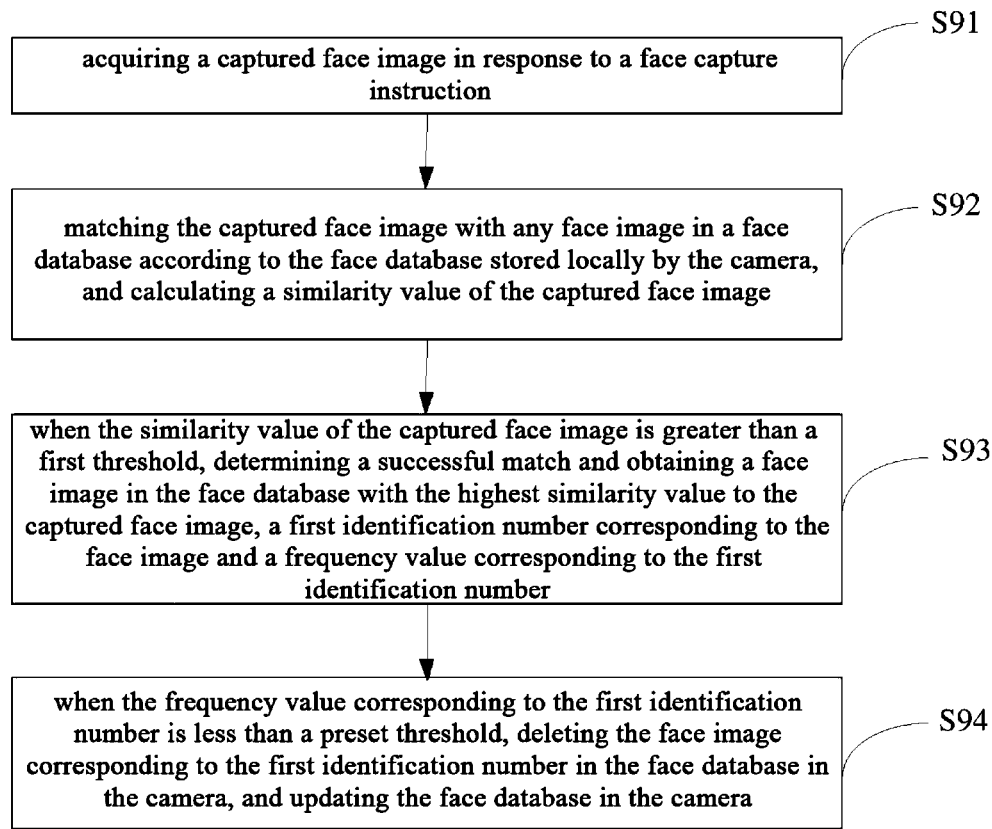 S91
acquiring a captured face image in response to a face capture
instruction
S92
matching the captured face image with any face image in a face
database according to the face database stored locally by the camera,
and calculating a similarity value of the captured face image
S93
when the similarity value of the captured face image is greater than a
first threshold, determining a successful match and obtaining a face
image in the face database with the highest similarity value to the
captured face image, a first identification number corresponding to the
face image and a frequency value corresponding to the first
identification number
S94
when the frequency value corresponding to the first identification
number is less than a preset threshold, deleting the face image
corresponding to the first identification number in the face database in
the camera, and updating the face database in the camera